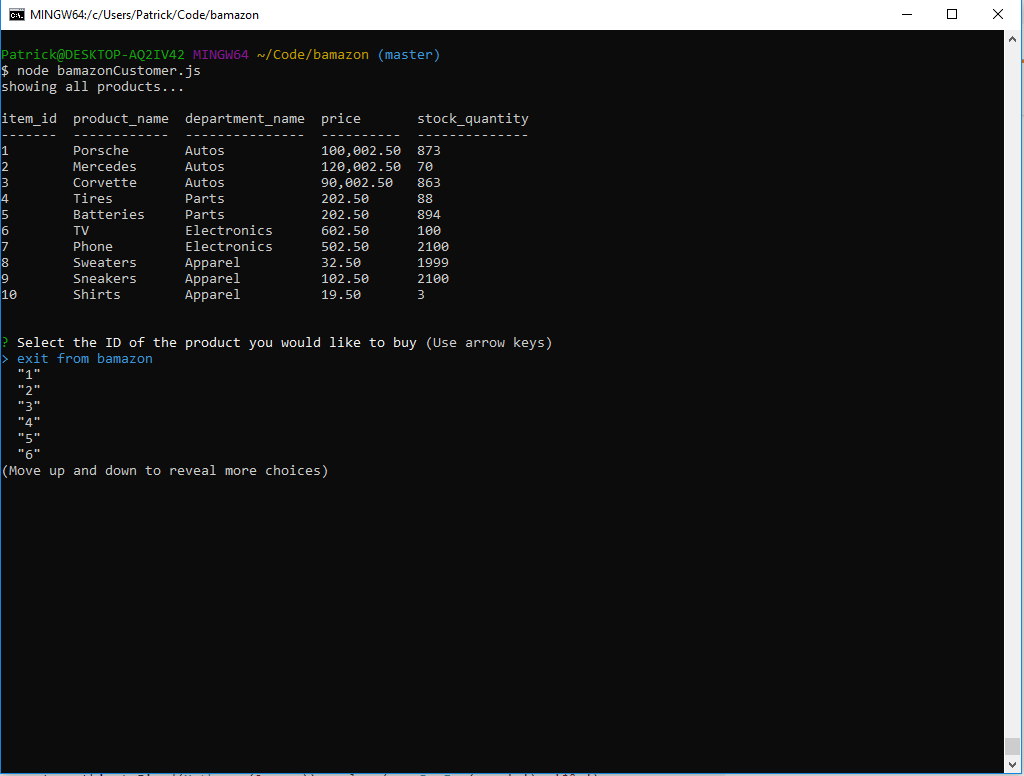 MINGW64:/c/Users/Patrick/Code/bamazon
Patrick@DESKTOP-AQ2IV42 MINGW64 ~/Code/bamazon (master)
$ node bamazonCustomer.js
showing all products...
item_id  product_name  department_name  price       stock_quantity
-------  ------------  ---------------  ----------  --------------
1        Porsche       Autos            100,002.50  873
2        Mercedes      Autos            120,002.50  70
3        Corvette      Autos            90,002.50   863
4        Tires         Parts            202.50      88
5        Batteries     Parts            202.50      894
6        TV            Electronics      602.50      100
7        Phone         Electronics      502.50      2100
8        Sweaters      Apparel          32.50       1999
9        Sneakers      Apparel          102.50      2100
10       Shirts        Apparel          19.50       3
? Select the ID of the product you would like to buy (Use arrow keys)
> exit from bamazon
  "1"
  "2"
  "3"
  "4"
  "5"
  "6"
(Move up and down to reveal more choices)